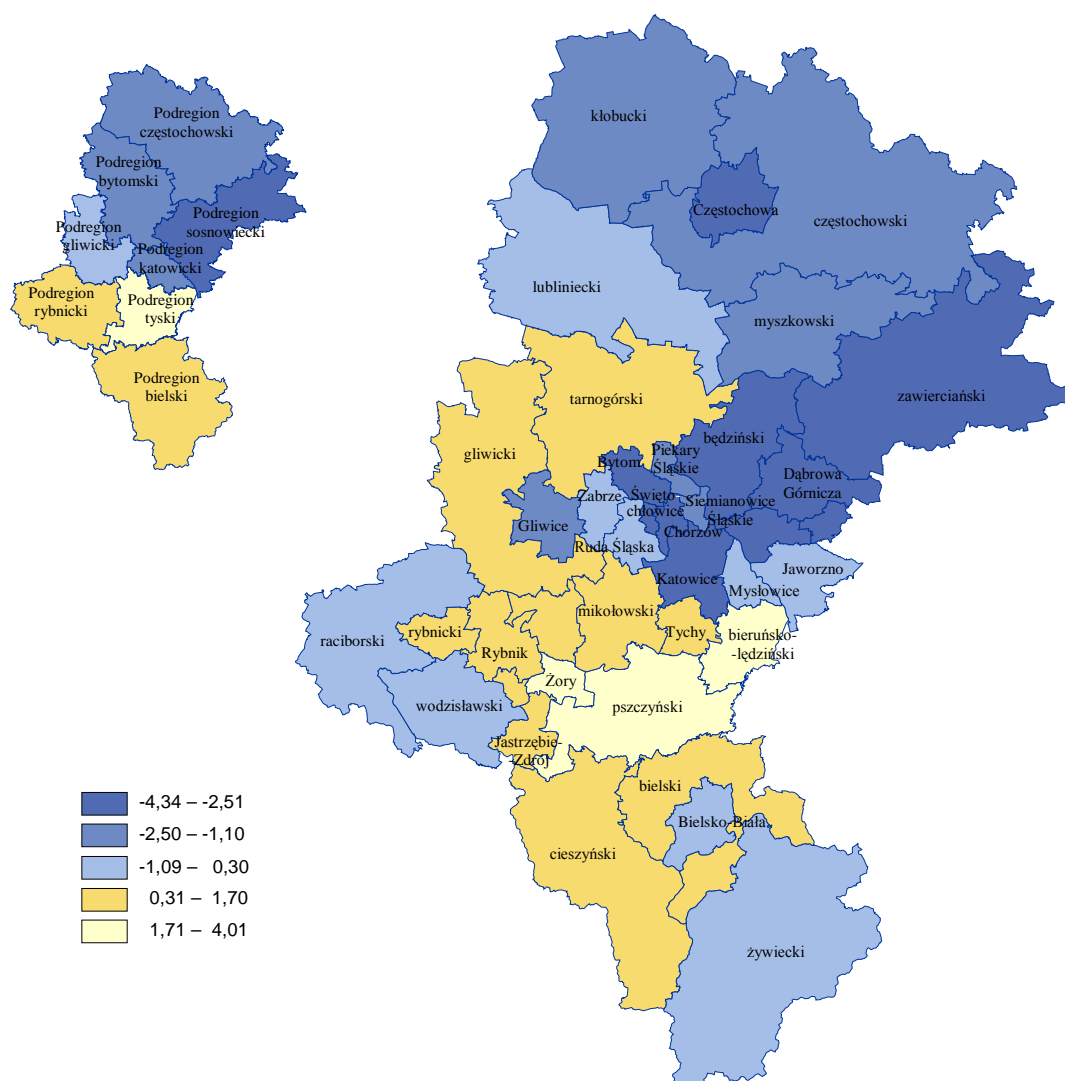 Podregion
częstochowski
Podregion
bytomski
Podregion
sosnowiecki
Podregion
gliwicki
Podregion
katowicki
Podregion
rybnicki
Podregion
tyski
Podregion
bielski
kłobucki
Częstochowa
częstochowski
lubliniecki
myszkowski
zawierciański
tarnogórski
będziński
gliwicki
Bytom
Piekary
Śląskie
Dąbrowa
Górnicza
Zabrze
Święto-
chłowice
Siemianowice
Śląskie
Gliwice
Chorzów
Ruda Śląska
Katowice
Jaworzno
Mysłowice
mikołowski
raciborski
rybnicki
Rybnik
Tychy
bieruńsko-
-lędziński
Żory
wodzisławski
pszczyński
Jastrzębie-
-Zdrój
bielski
Bielsko-Biała
cieszyński
żywiecki
-4,34 – -2,51
-2,50 – -1,10
-1,09 – 0,30
0,31 – 1,70
1,71 – 4,01